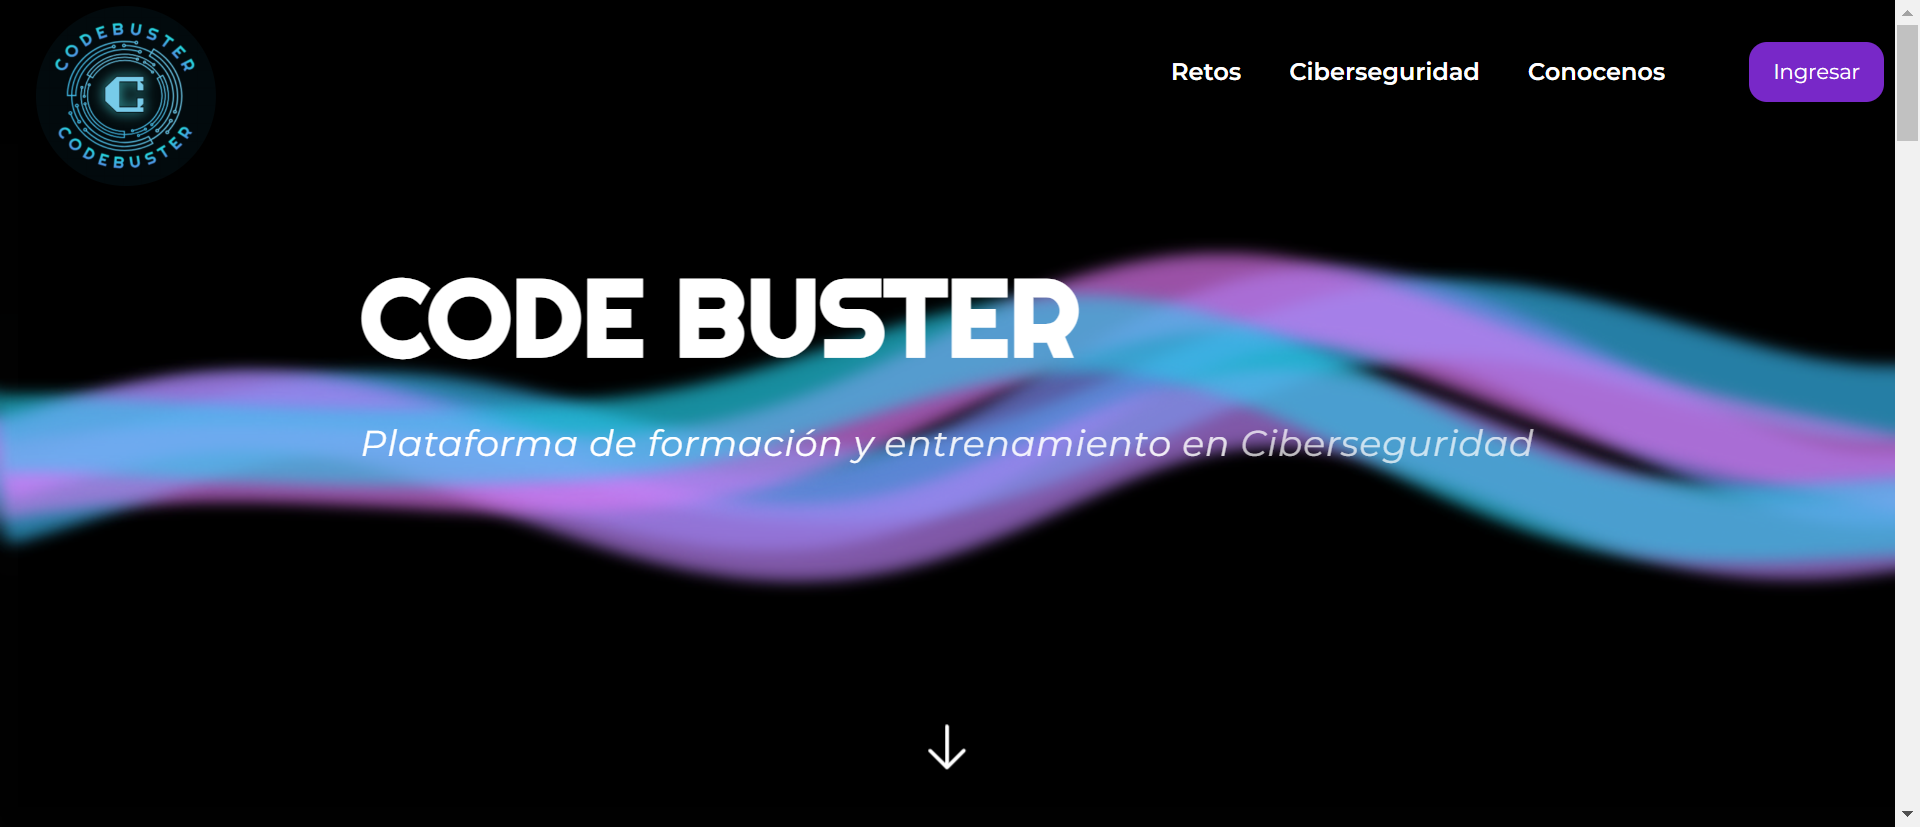 CODEBUSTER
C
CODEBUSTER
Retos Ciberseguridad Conocenos Ingresar
CODE BUSTER
Plataforma de formación y entrenamiento en Ciberseguridad